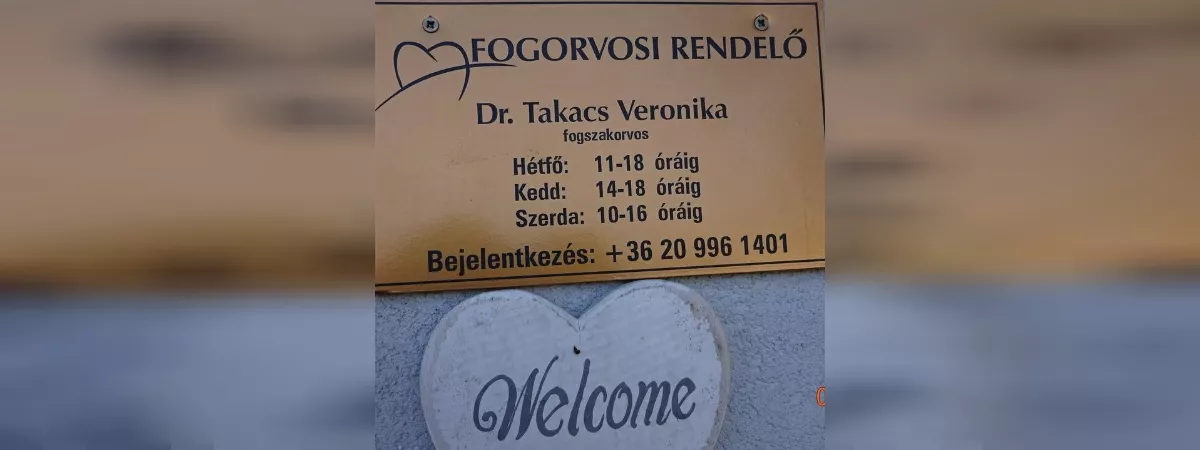 FOGORVOSI RENDELŐ
Dr. Takacs Veronika
fogszakorvos
Hétfő: 11-18 óráig
Kedd: 14-18 óráig
Szerda: 10-16 óráig
Bejelentkezés: +36 20 996 1401
Welcome